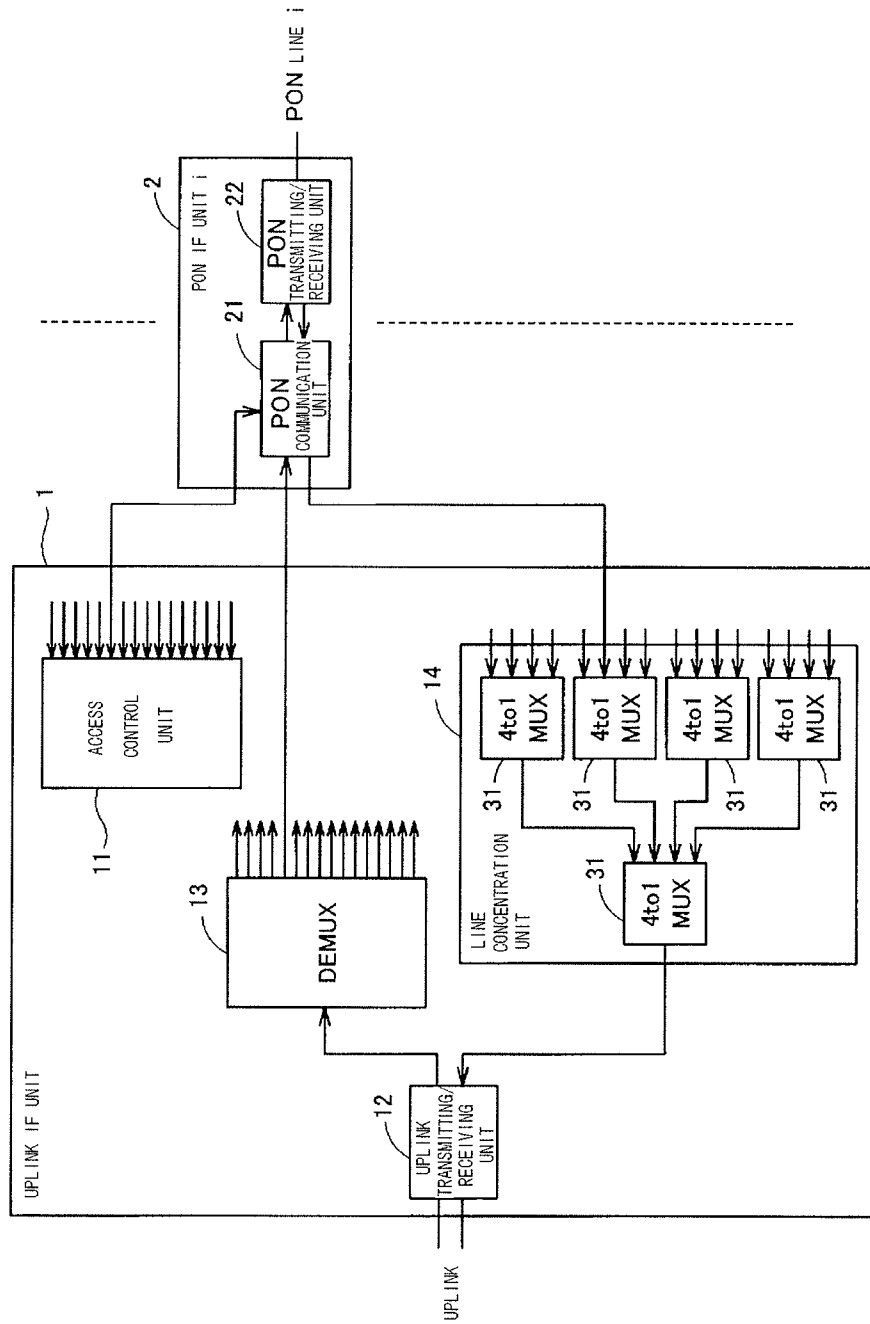 UPLINK IF UNIT
1
ACCESS
CONTROL
UNIT
11
DEMUX
13
UPLINK
TRANSMITTING/
RECEIVING
UNIT
12
UPLINK
LINE
CONCENTRATION
UNIT
14
4to1
MUX
31
4to1
MUX
31
4to1
MUX
31
4to1
MUX
31
4to1
MUX
31
PON IF UNIT i
2
PON
COMMUNICATION
UNIT
21
PON
TRANSMITTING/
RECEIVING UNIT
22
PON LINE i